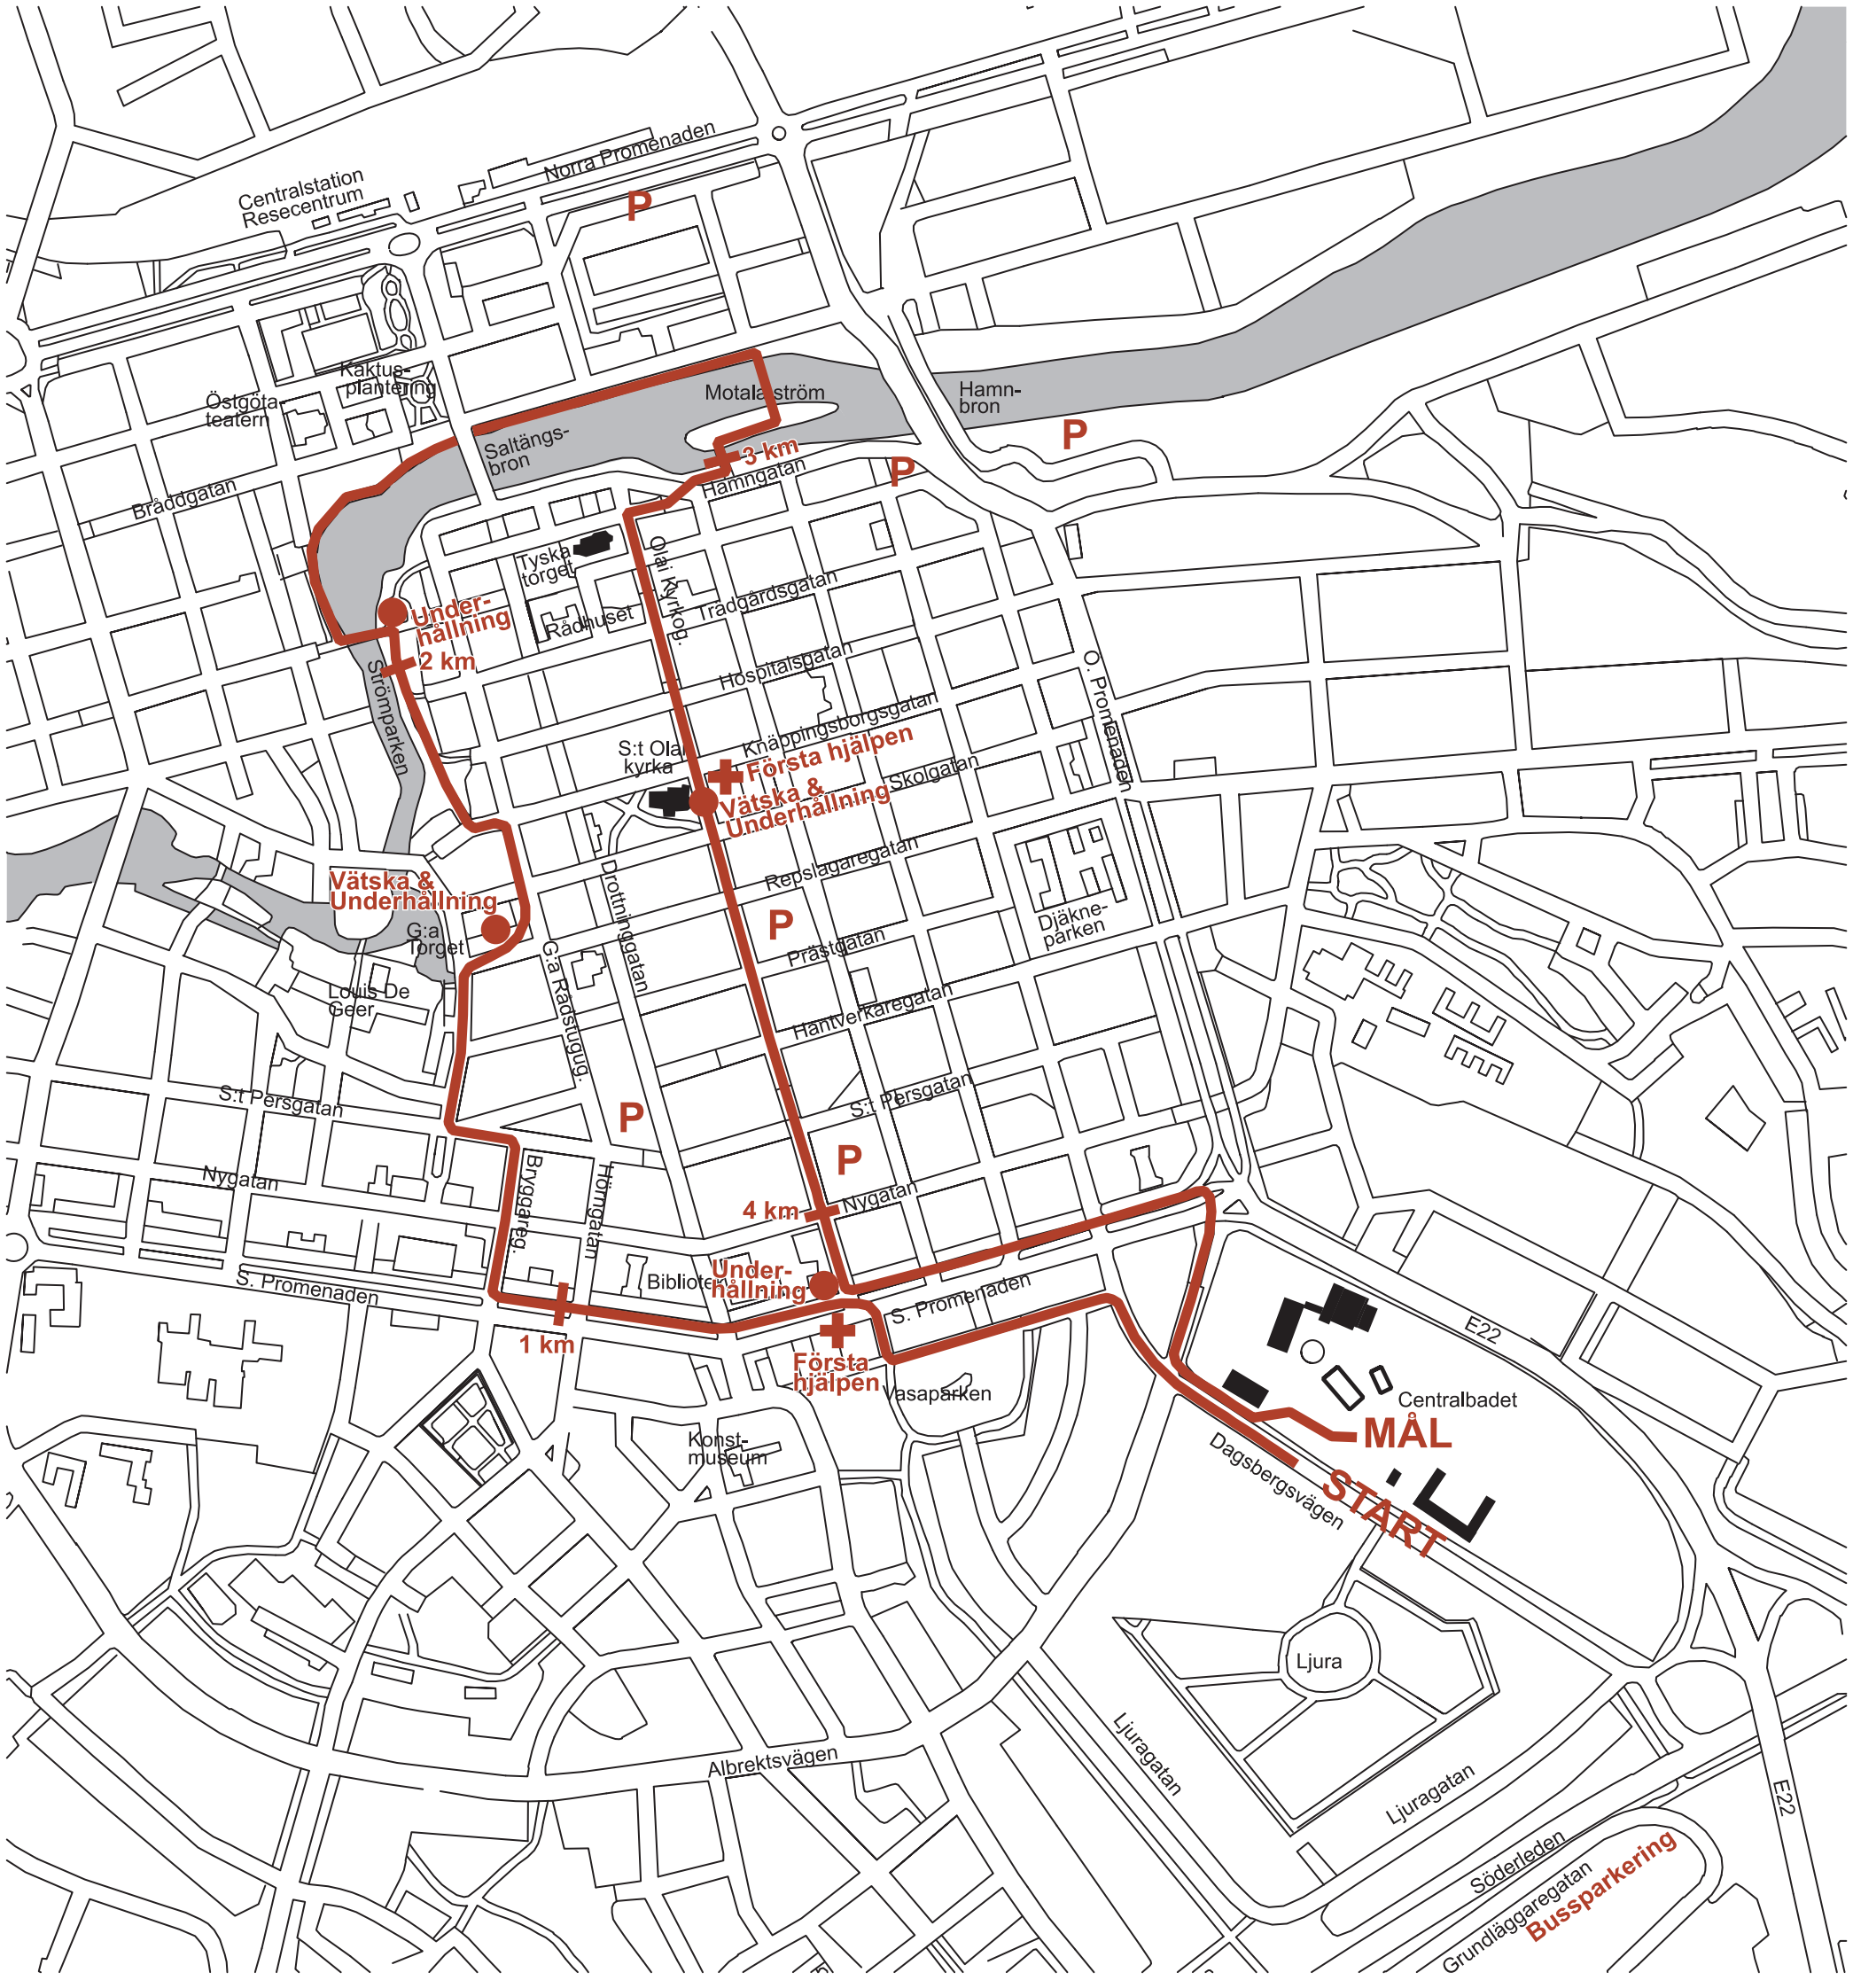 Norra Promenaden
Centralstation
Resecentrum
P
Kaktus-
plantering
Östgöta-
teatern
Motala ström
Hamn-
bron
Saltängs-
bron
P
3 km
P
Hamngatan
Bråddgatan
Tyska
torget
Olai Kyrkog.
Trädgårdsgatan
Rådhuset
Under-
hållning
2 km
Strömparken
Hospitalsgatan
Ö. Promenaden
Knäppingsborgsgatan
S:t Olai
kyrka
Första hjälpen
Skolgatan
Vätska &
Underhållning
Repslagaregatan
Drottninggatan
Vätska &
Underhållning
G:a
Torget
P
Djäkne-
parken
Prästgatan
G:a Rådstugug.
Louis De
Geer
Hantverkaregatan
S:t Persgatan
S:t Persgatan
P
P
Nygatan
Bryggareg.
Hörngatan
Nygatan
4 km
S. Promenaden
Bibliotek
Under-
hållning
S. Promenaden
1 km
Första
hjälpen
Vasaparken
E22
Centralbadet
MÅL
Konst-
museum
Dagsbergsvägen
START
Ljura
Ljuragatan
Albrektsvägen
Ljuragatan
E22
Söderleden
Grundläggaregatan
Bussparkering